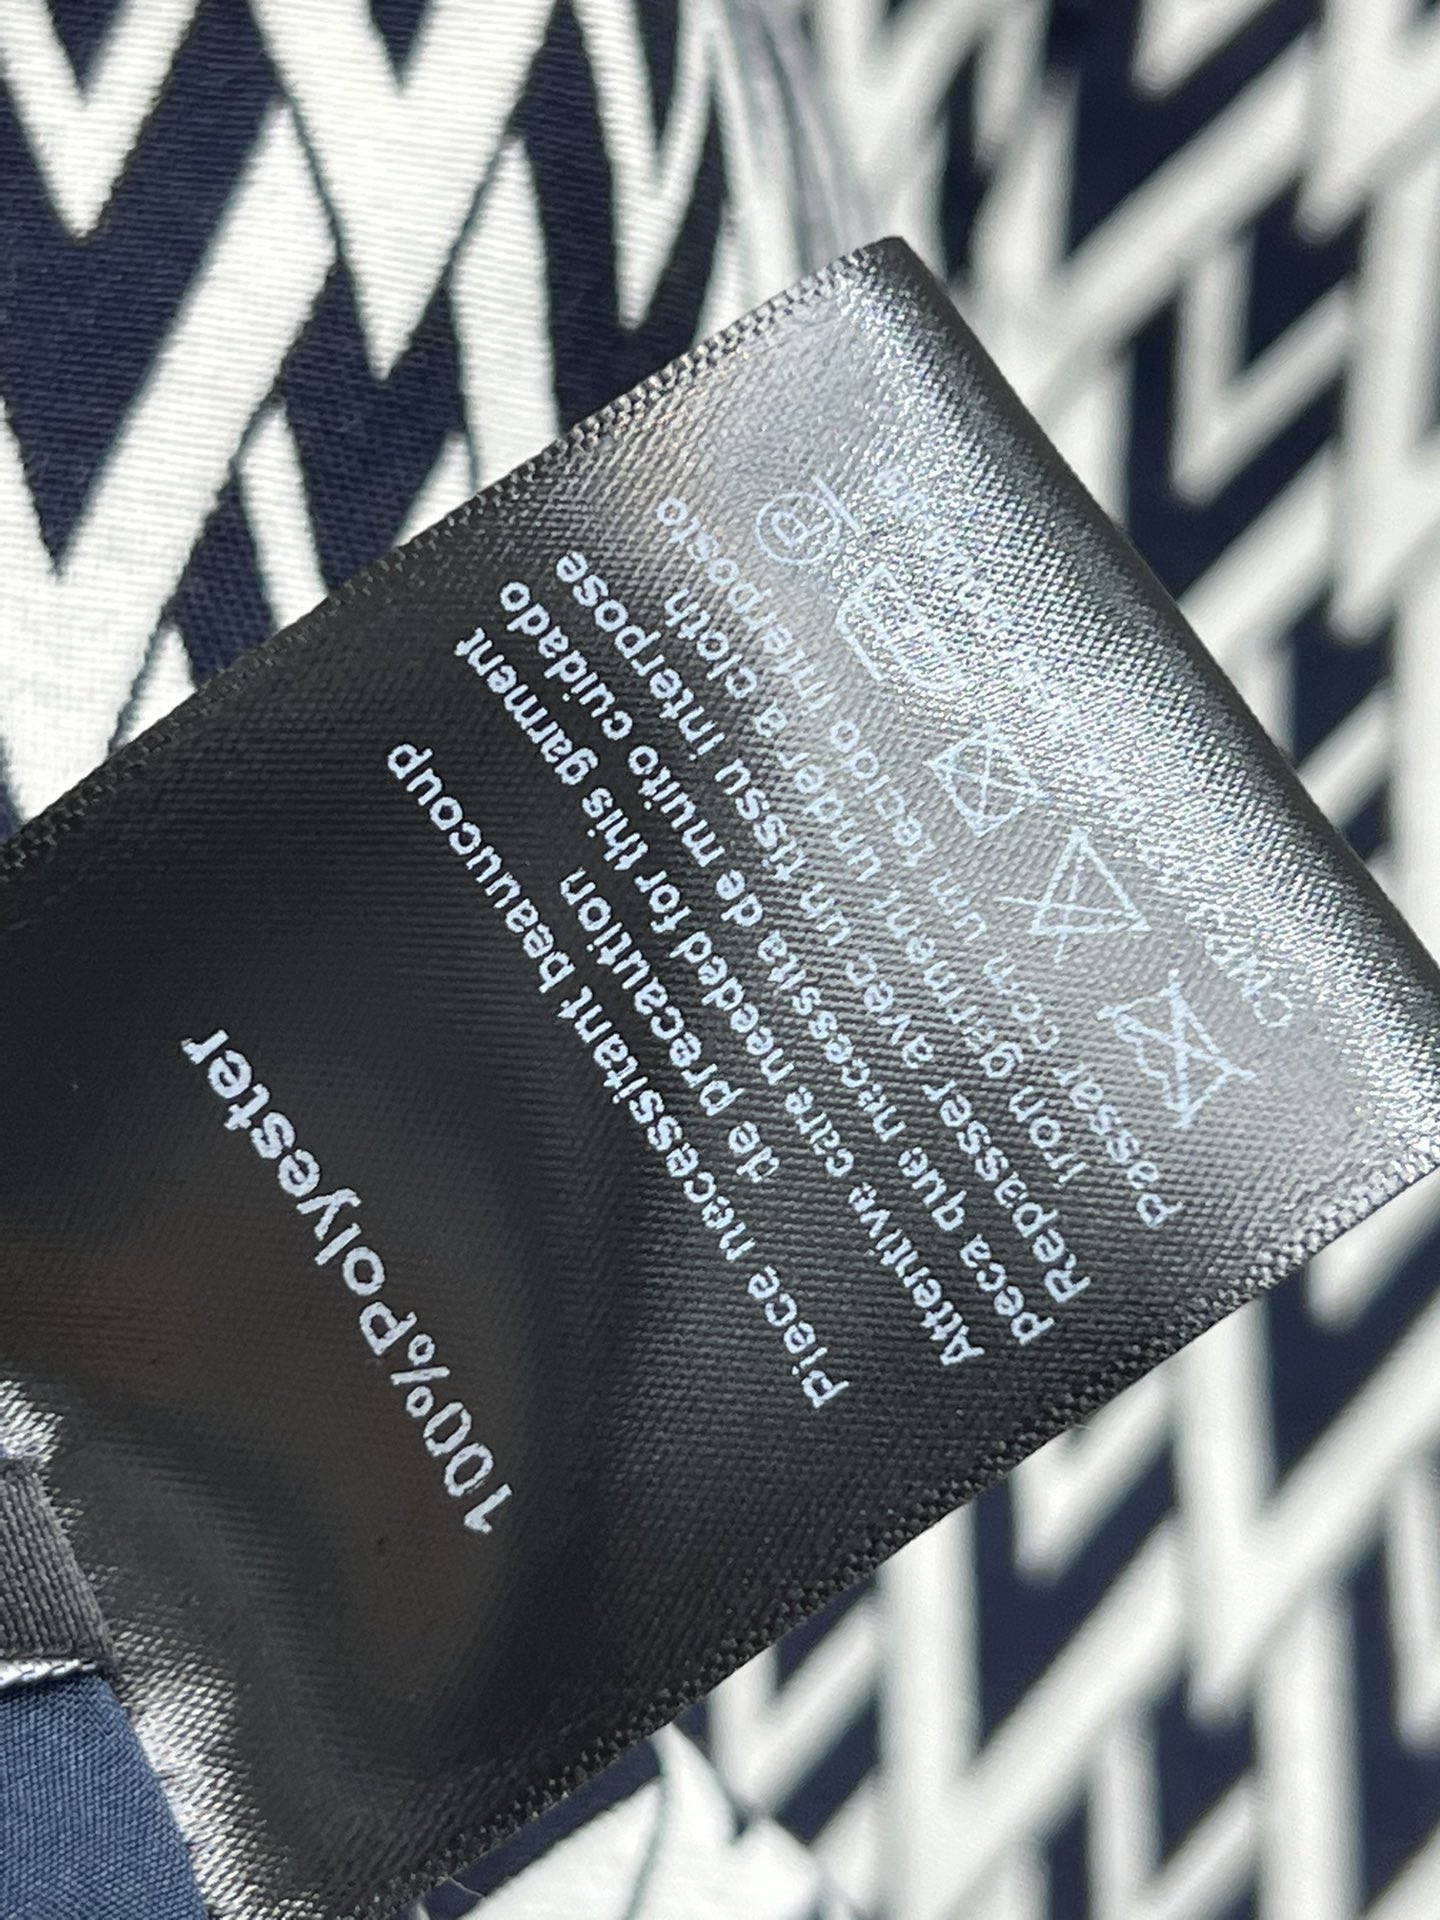 100%Polyester
Piece necessitant beaucoup
de precaution
Attentive care needed for this garment
peca que necessita de muito cuidado
Repasser avec un tissu interpose
iron germent under a cloth
Passar com um tecido interposto
P